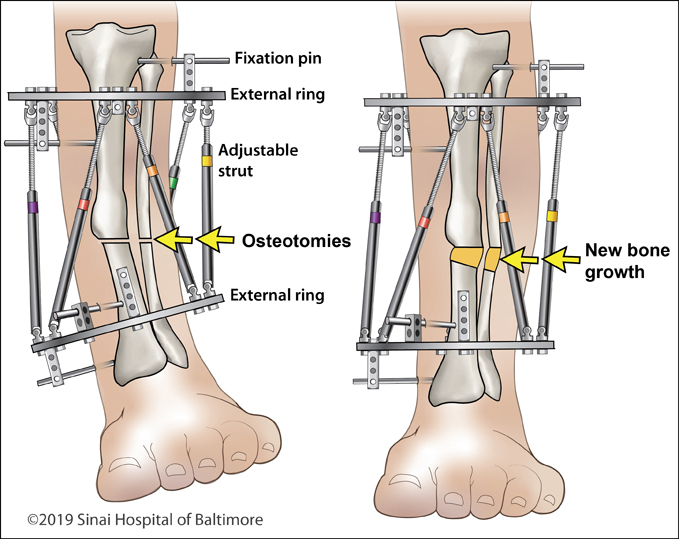 Fixation pin
External ring
Adjustable
strut
Osteotomies
External ring
New bone
growth
©2019 Sinai Hospital of Baltimore